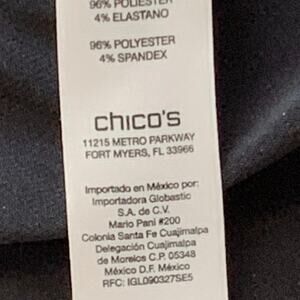 96% POLIÉSTER
4% ELASTANO
96% POLYESTER
4% SPANDEX
chico's
11215 METRO PARKWAY
FORT MYERS, FL 33966
Importado en México por:
Importadora Globastic
S.A. de C.V.
Mario Pani #200
Colonia Santa Fe Cuajimalpa
Delegación Cuajimalpa
de Morelos C.P. 05348
México D.F. México
RFC: IGL090327SE5